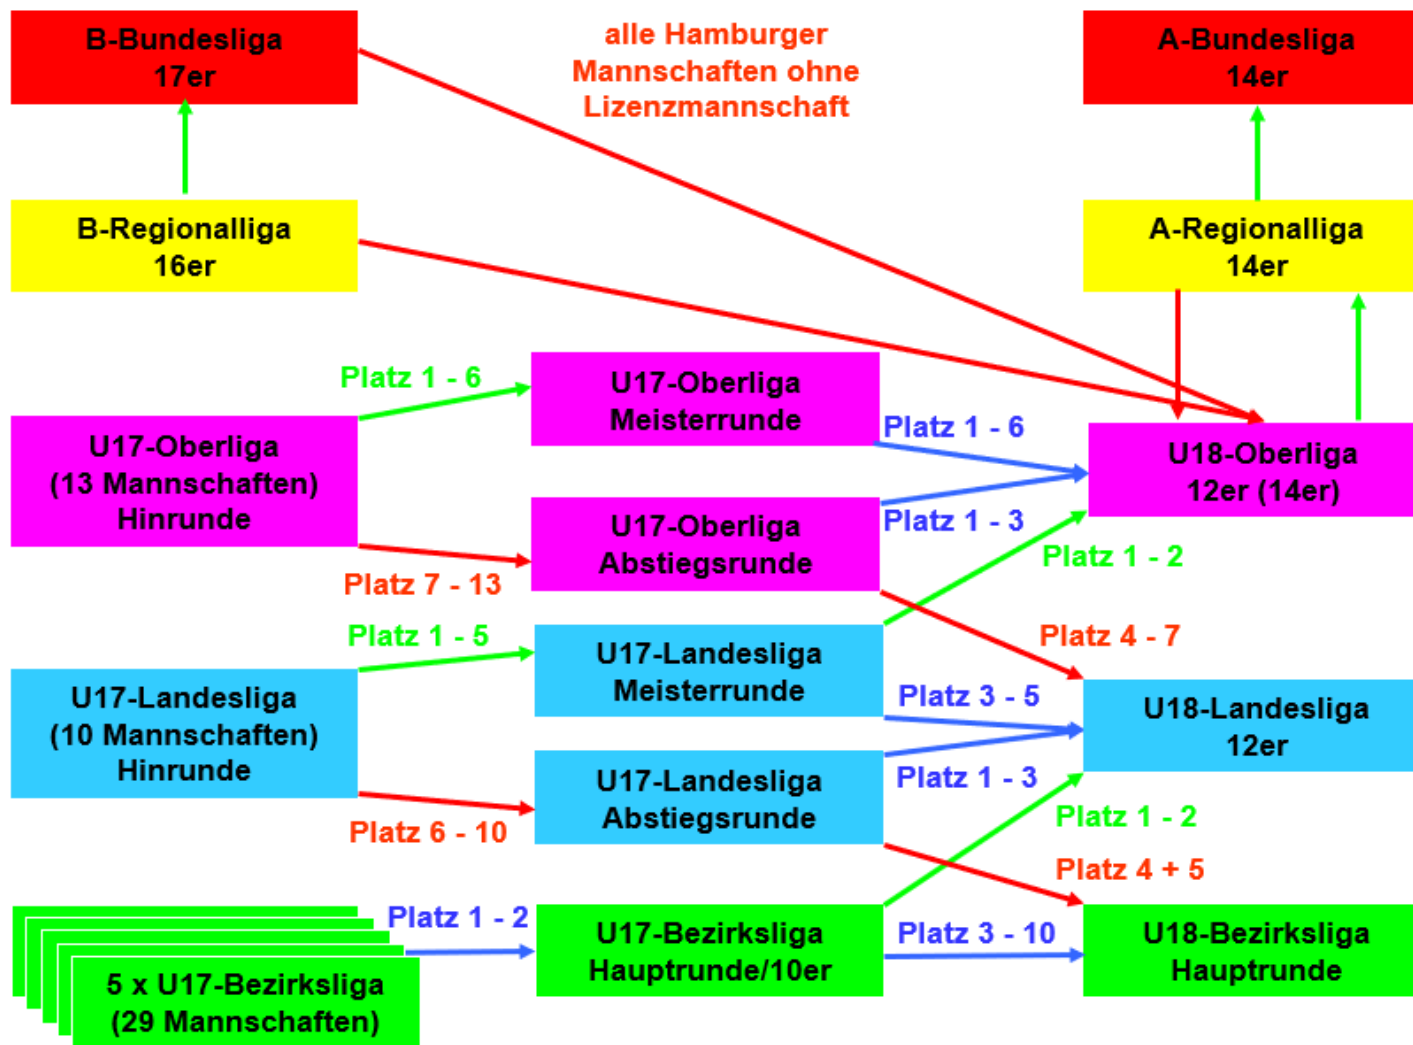 B-Bundesliga
17er
alle Hamburger
Mannschaften ohne
Lizenzmannschaft
A-Bundesliga
14er
B-Regionalliga
16er
A-Regionalliga
14er
Platz 1 - 6
U17-Oberliga
Meisterrunde
Platz 1 - 6
U17-Oberliga
(13 Mannschaften)
Hinrunde
U18-Oberliga
12er (14er)
U17-Oberliga
Abstiegsrunde
Platz 1 - 3
Platz 7 - 13
Platz 1 - 2
Platz 1 - 5
U17-Landesliga
Meisterrunde
Platz 4 - 7
U17-Landesliga
(10 Mannschaften)
Hinrunde
Platz 3 - 5
U18-Landesliga
12er
U17-Landesliga
Abstiegsrunde
Platz 1 - 3
Platz 6 - 10
Platz 1 - 2
Platz 4 + 5
Platz 1 - 2
U17-Bezirksliga
Hauptrunde/10er
Platz 3 - 10
U18-Bezirksliga
Hauptrunde
5 x U17-Bezirksliga
(29 Mannschaften)